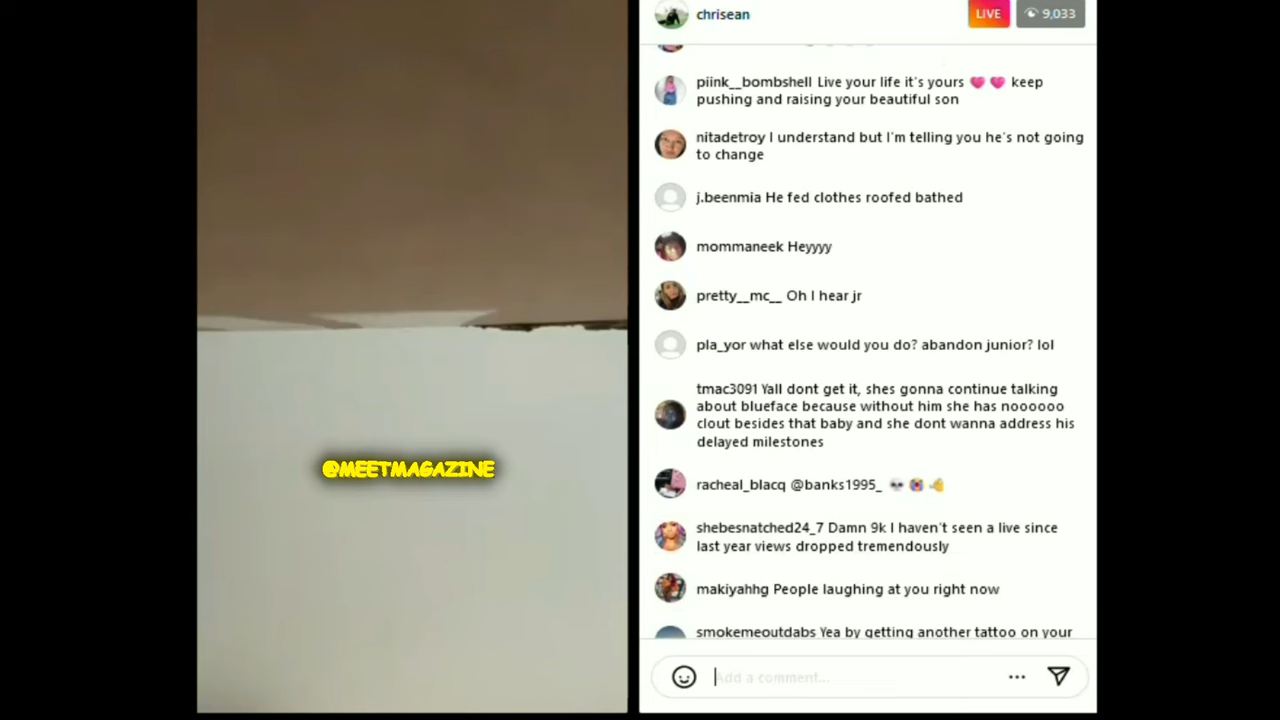 chrisean
LIVE
9,033
piink__bombshell Live your life it's yours 💗 💗 keep
pushing and raising your beautiful son
nitadetroy I understand but I'm telling you he's not going
to change
j.beenmia He fed clothes roofed bathed
mommaneek Heyyyy
pretty__mc__ Oh I hear jr
pla_yor what else would you do? abandon junior? lol
tmac3091 Yall dont get it, shes gonna continue talking
about blueface because without him she has noooooo
clout besides that baby and she dont wanna address his
delayed milestones
racheal_blacq @banks1995_
shebesnatched24_7 Damn 9k I haven't seen a live since
last year views dropped tremendously
makiyahhg People laughing at you right now
smokemeoutdabs Yea by getting another tattoo on your
Add a comment...
@MEETMAGAZINE